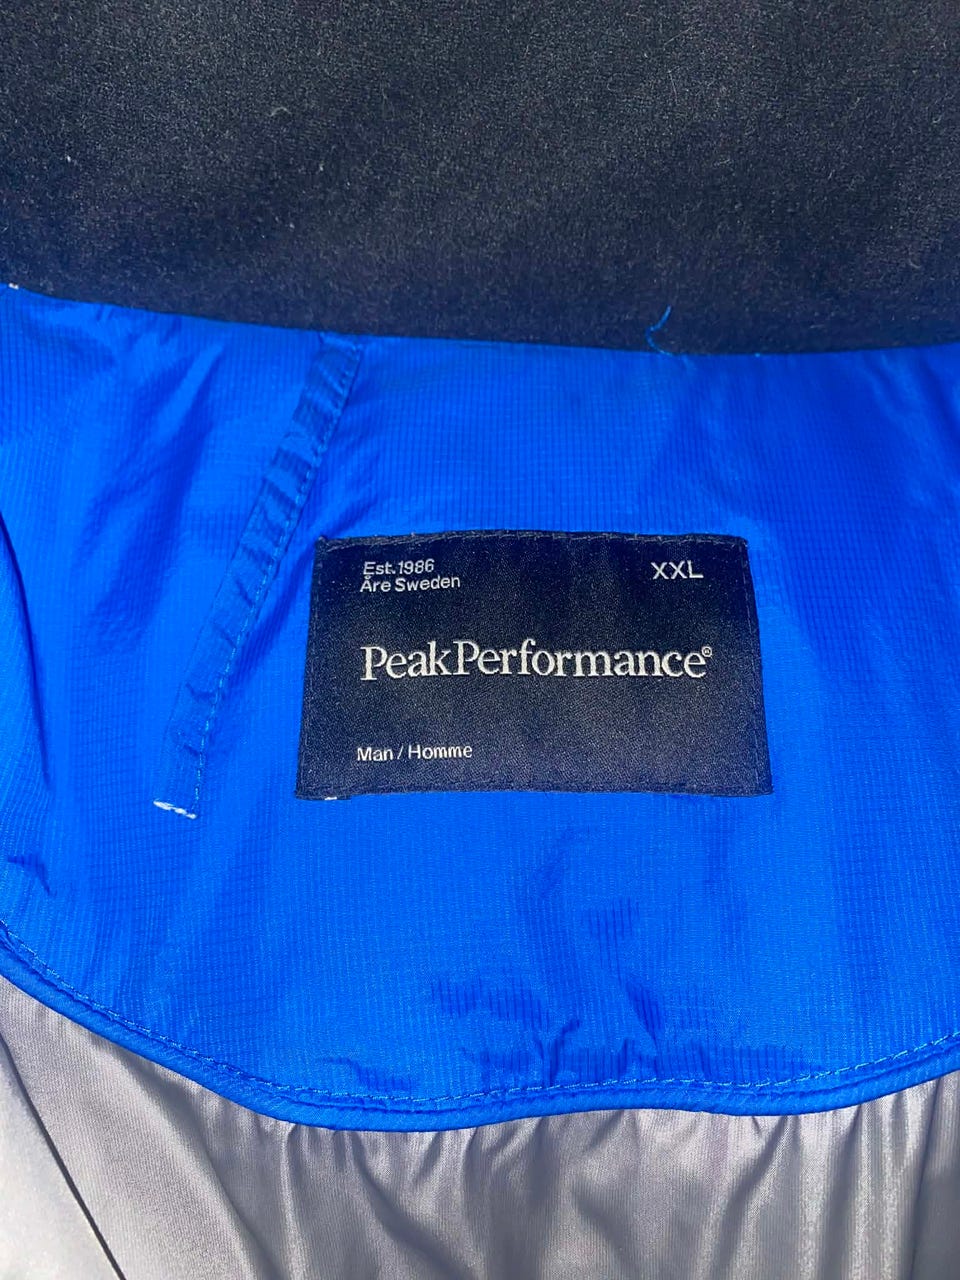 Est. 1986
Åre Sweden
XXL
PeakPerformance®
Man / Homme